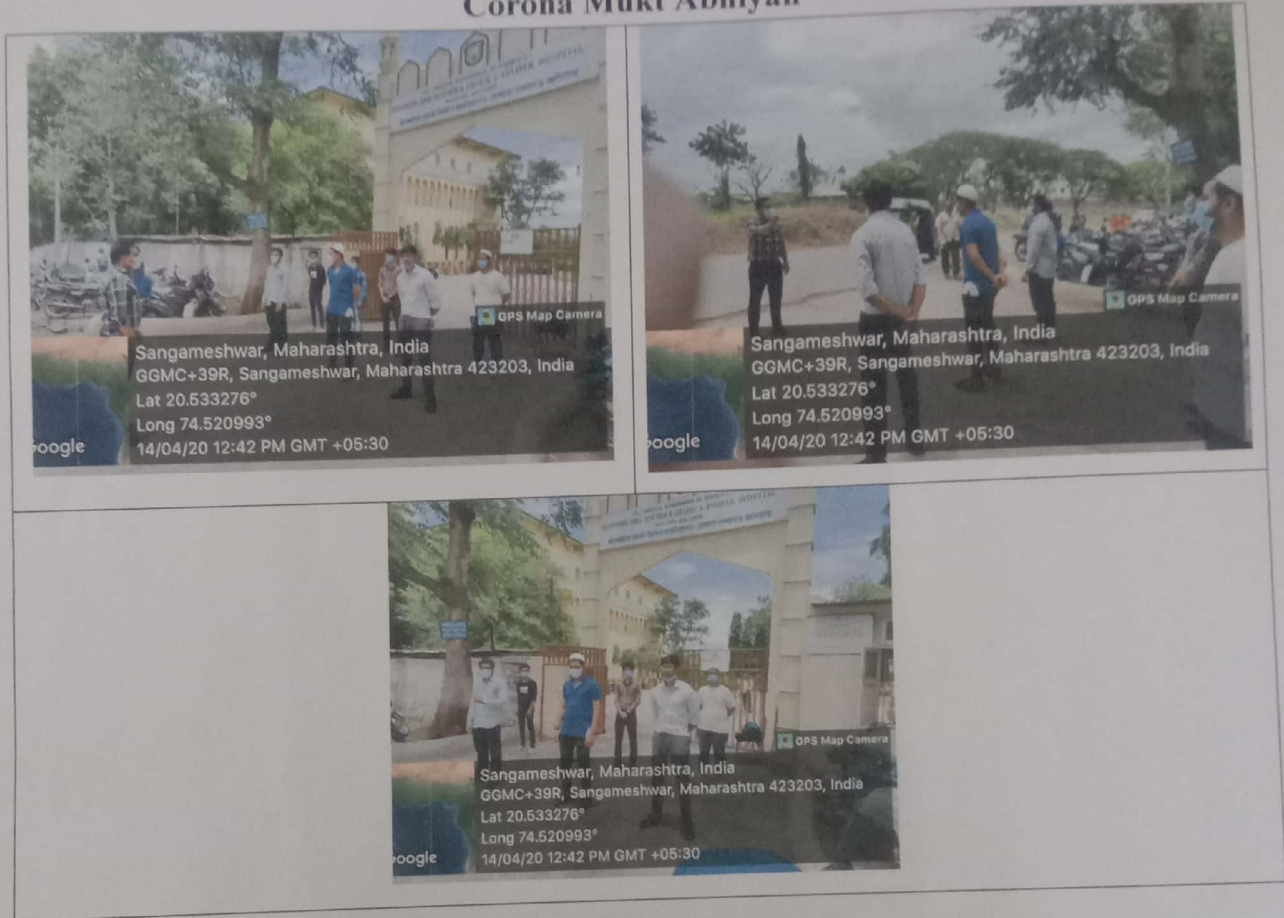 Corona Mukt Abhiyan
GPS Map Camera
Sangameshwar, Maharashtra, India
GGMC+39R, Sangameshwar, Maharashtra 423203, India
Lat 20.533276°
Long 74.520993°
14/04/20 12:42 PM GMT +05:30
oogle
GPS Map Camera
Sangameshwar, Maharashtra, India
GGMC+39R, Sangameshwar, Maharashtra 423203, India
Lat 20.533276°
Long 74.520993°
14/04/20 12:42 PM GMT +05:30
oogle
GPS Map Camera
Sangameshwar, Maharashtra, India
GGMC+39R, Sangameshwar, Maharashtra 423203, India
Lat 20.533276°
Long 74.520993°
14/04/20 12:42 PM GMT +05:30
oogle